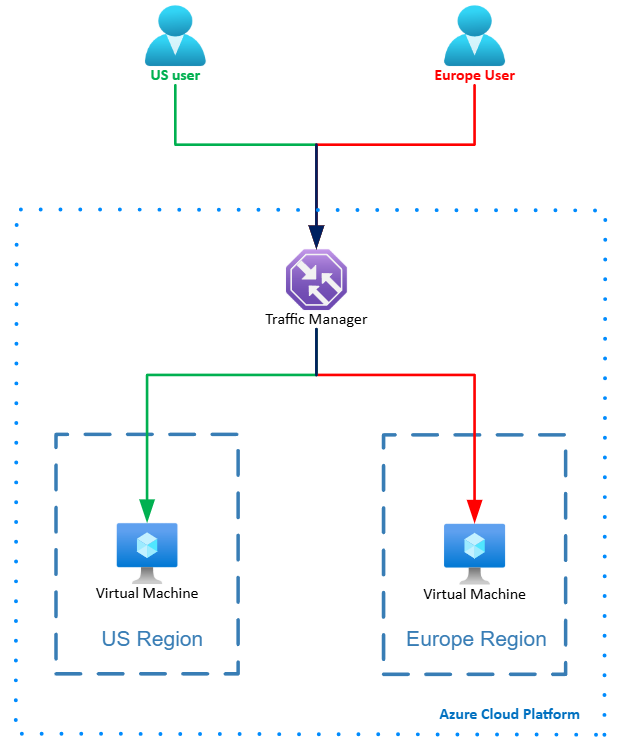 US user
Europe User
Traffic Manager
Virtual Machine
Virtual Machine
US Region
Europe Region
Azure Cloud Platform